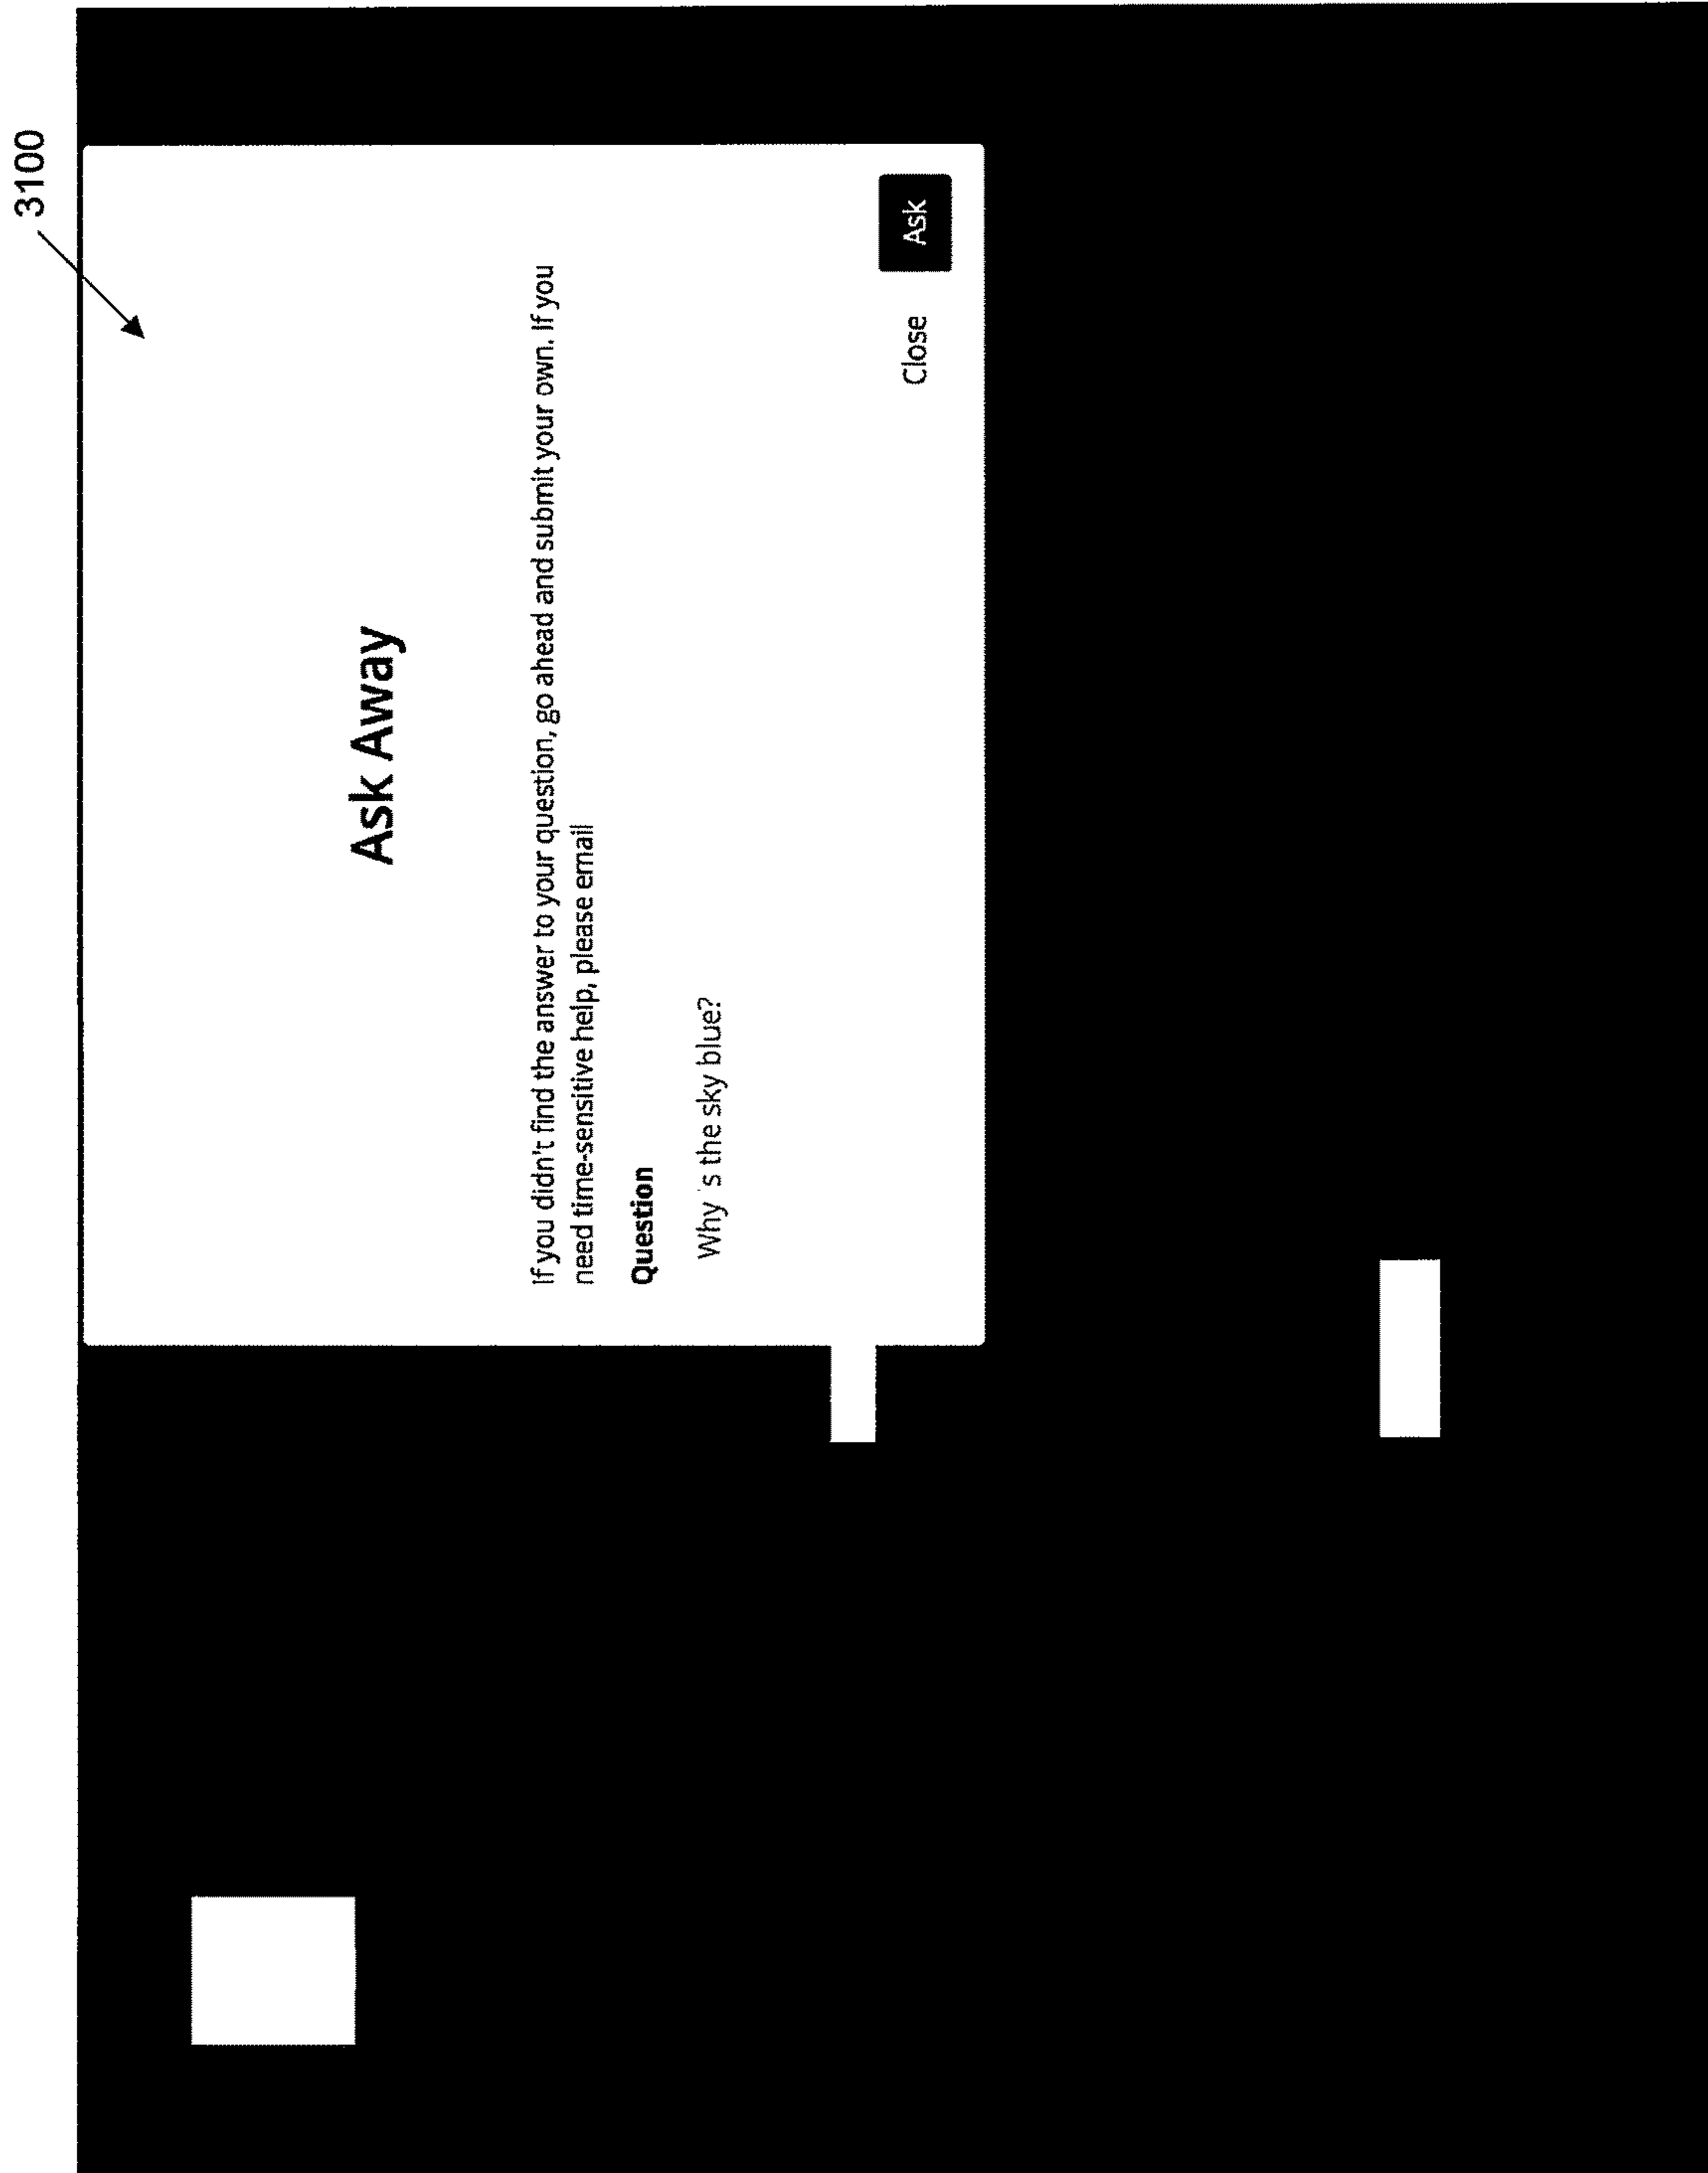 3100
Ask Away
If you didn't find the answer to your question, go ahead and submit your own. If you
need time-sensitive help, please email
Question
Why 's the sky blue?
Close Ask